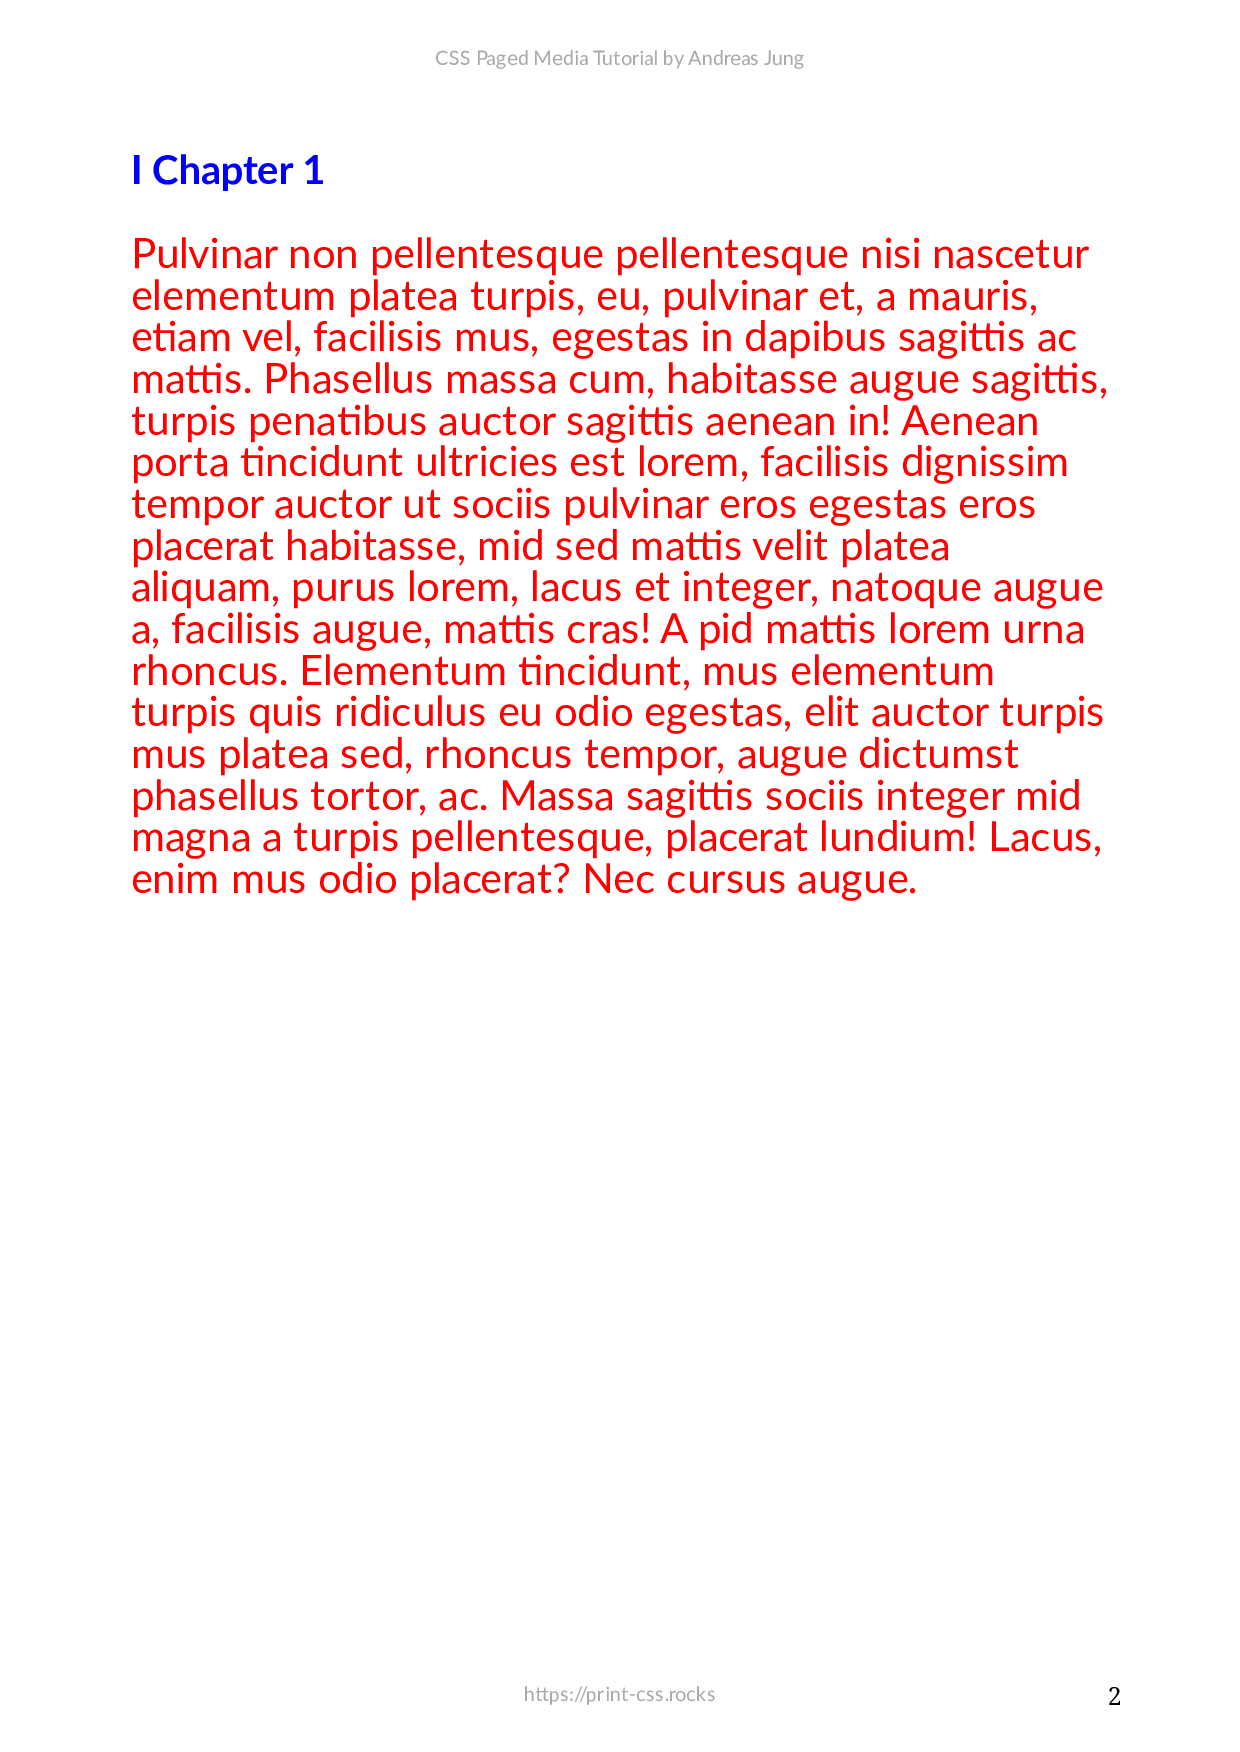 CSS Paged Media Tutorial by Andreas Jung
I Chapter 1
Pulvinar non pellentesque pellentesque nisi nascetur
elementum platea turpis, eu, pulvinar et, a mauris,
etiam vel, facilisis mus, egestas in dapibus sagittis ac
mattis. Phasellus massa cum, habitasse augue sagittis,
turpis penatibus auctor sagittis aenean in! Aenean
porta tincidunt ultricies est lorem, facilisis dignissim
tempor auctor ut sociis pulvinar eros egestas eros
placerat habitasse, mid sed mattis velit platea
aliquam, purus lorem, lacus et integer, natoque augue
a, facilisis augue, mattis cras! A pid mattis lorem urna
rhoncus. Elementum tincidunt, mus elementum
turpis quis ridiculus eu odio egestas, elit auctor turpis
mus platea sed, rhoncus tempor, augue dictumst
phasellus tortor, ac. Massa sagittis sociis integer mid
magna a turpis pellentesque, placerat lundium! Lacus,
enim mus odio placerat? Nec cursus augue.
https://print-css.rocks
2